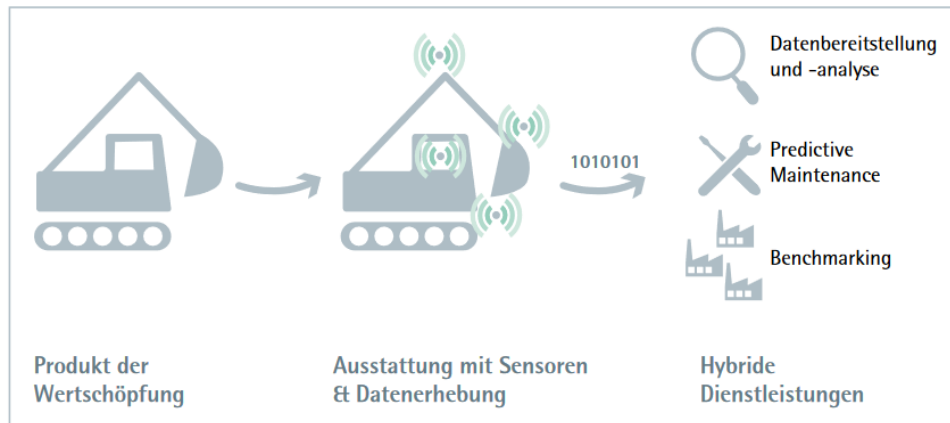 Datenbereitstellung
und -analyse
1010101
Predictive
Maintenance
Benchmarking
Produkt der
Wertschöpfung
Ausstattung mit Sensoren
& Datenerhebung
Hybride
Dienstleistungen